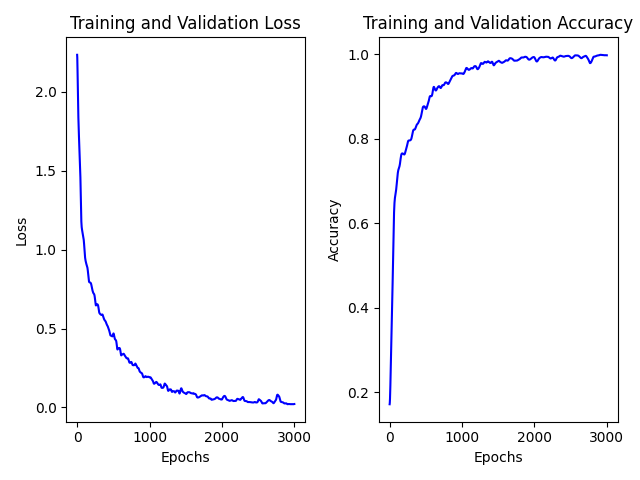 Training and Validation Loss
2.0
1.5
1.0
0.5
0.0
Loss
0 1000 2000 3000
Epochs
Training and Validation Accuracy
1.0
0.8
0.6
0.4
0.2
Accuracy
0 1000 2000 3000
Epochs